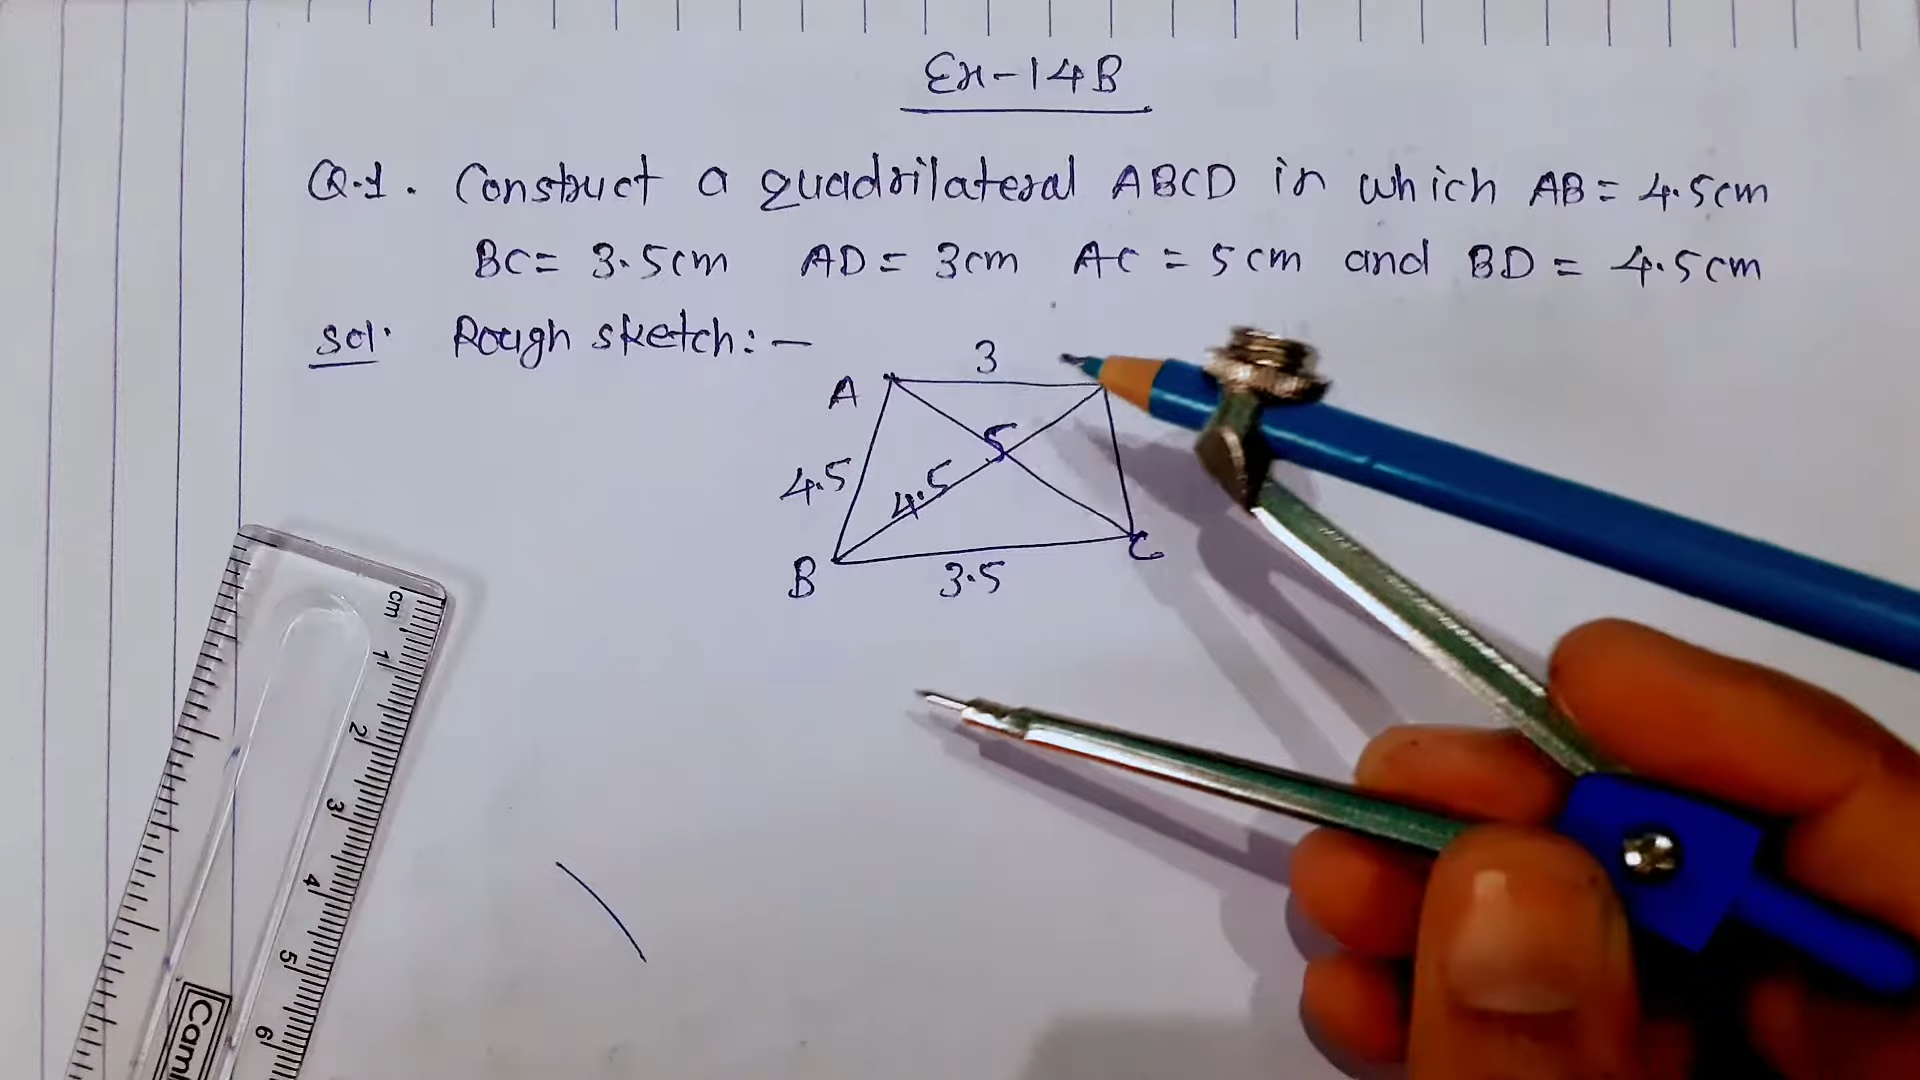 Ex-14B
Q.1. Construct a quadrilateral ABCD in which AB = 4.5cm
BC = 3.5cm AD = 3cm AC = 5cm and BD = 4.5cm
Sol. Rough sketch:-
3
A
5
4.5
4.5
B
C
3.5
cm
1
2
3
4
5
6